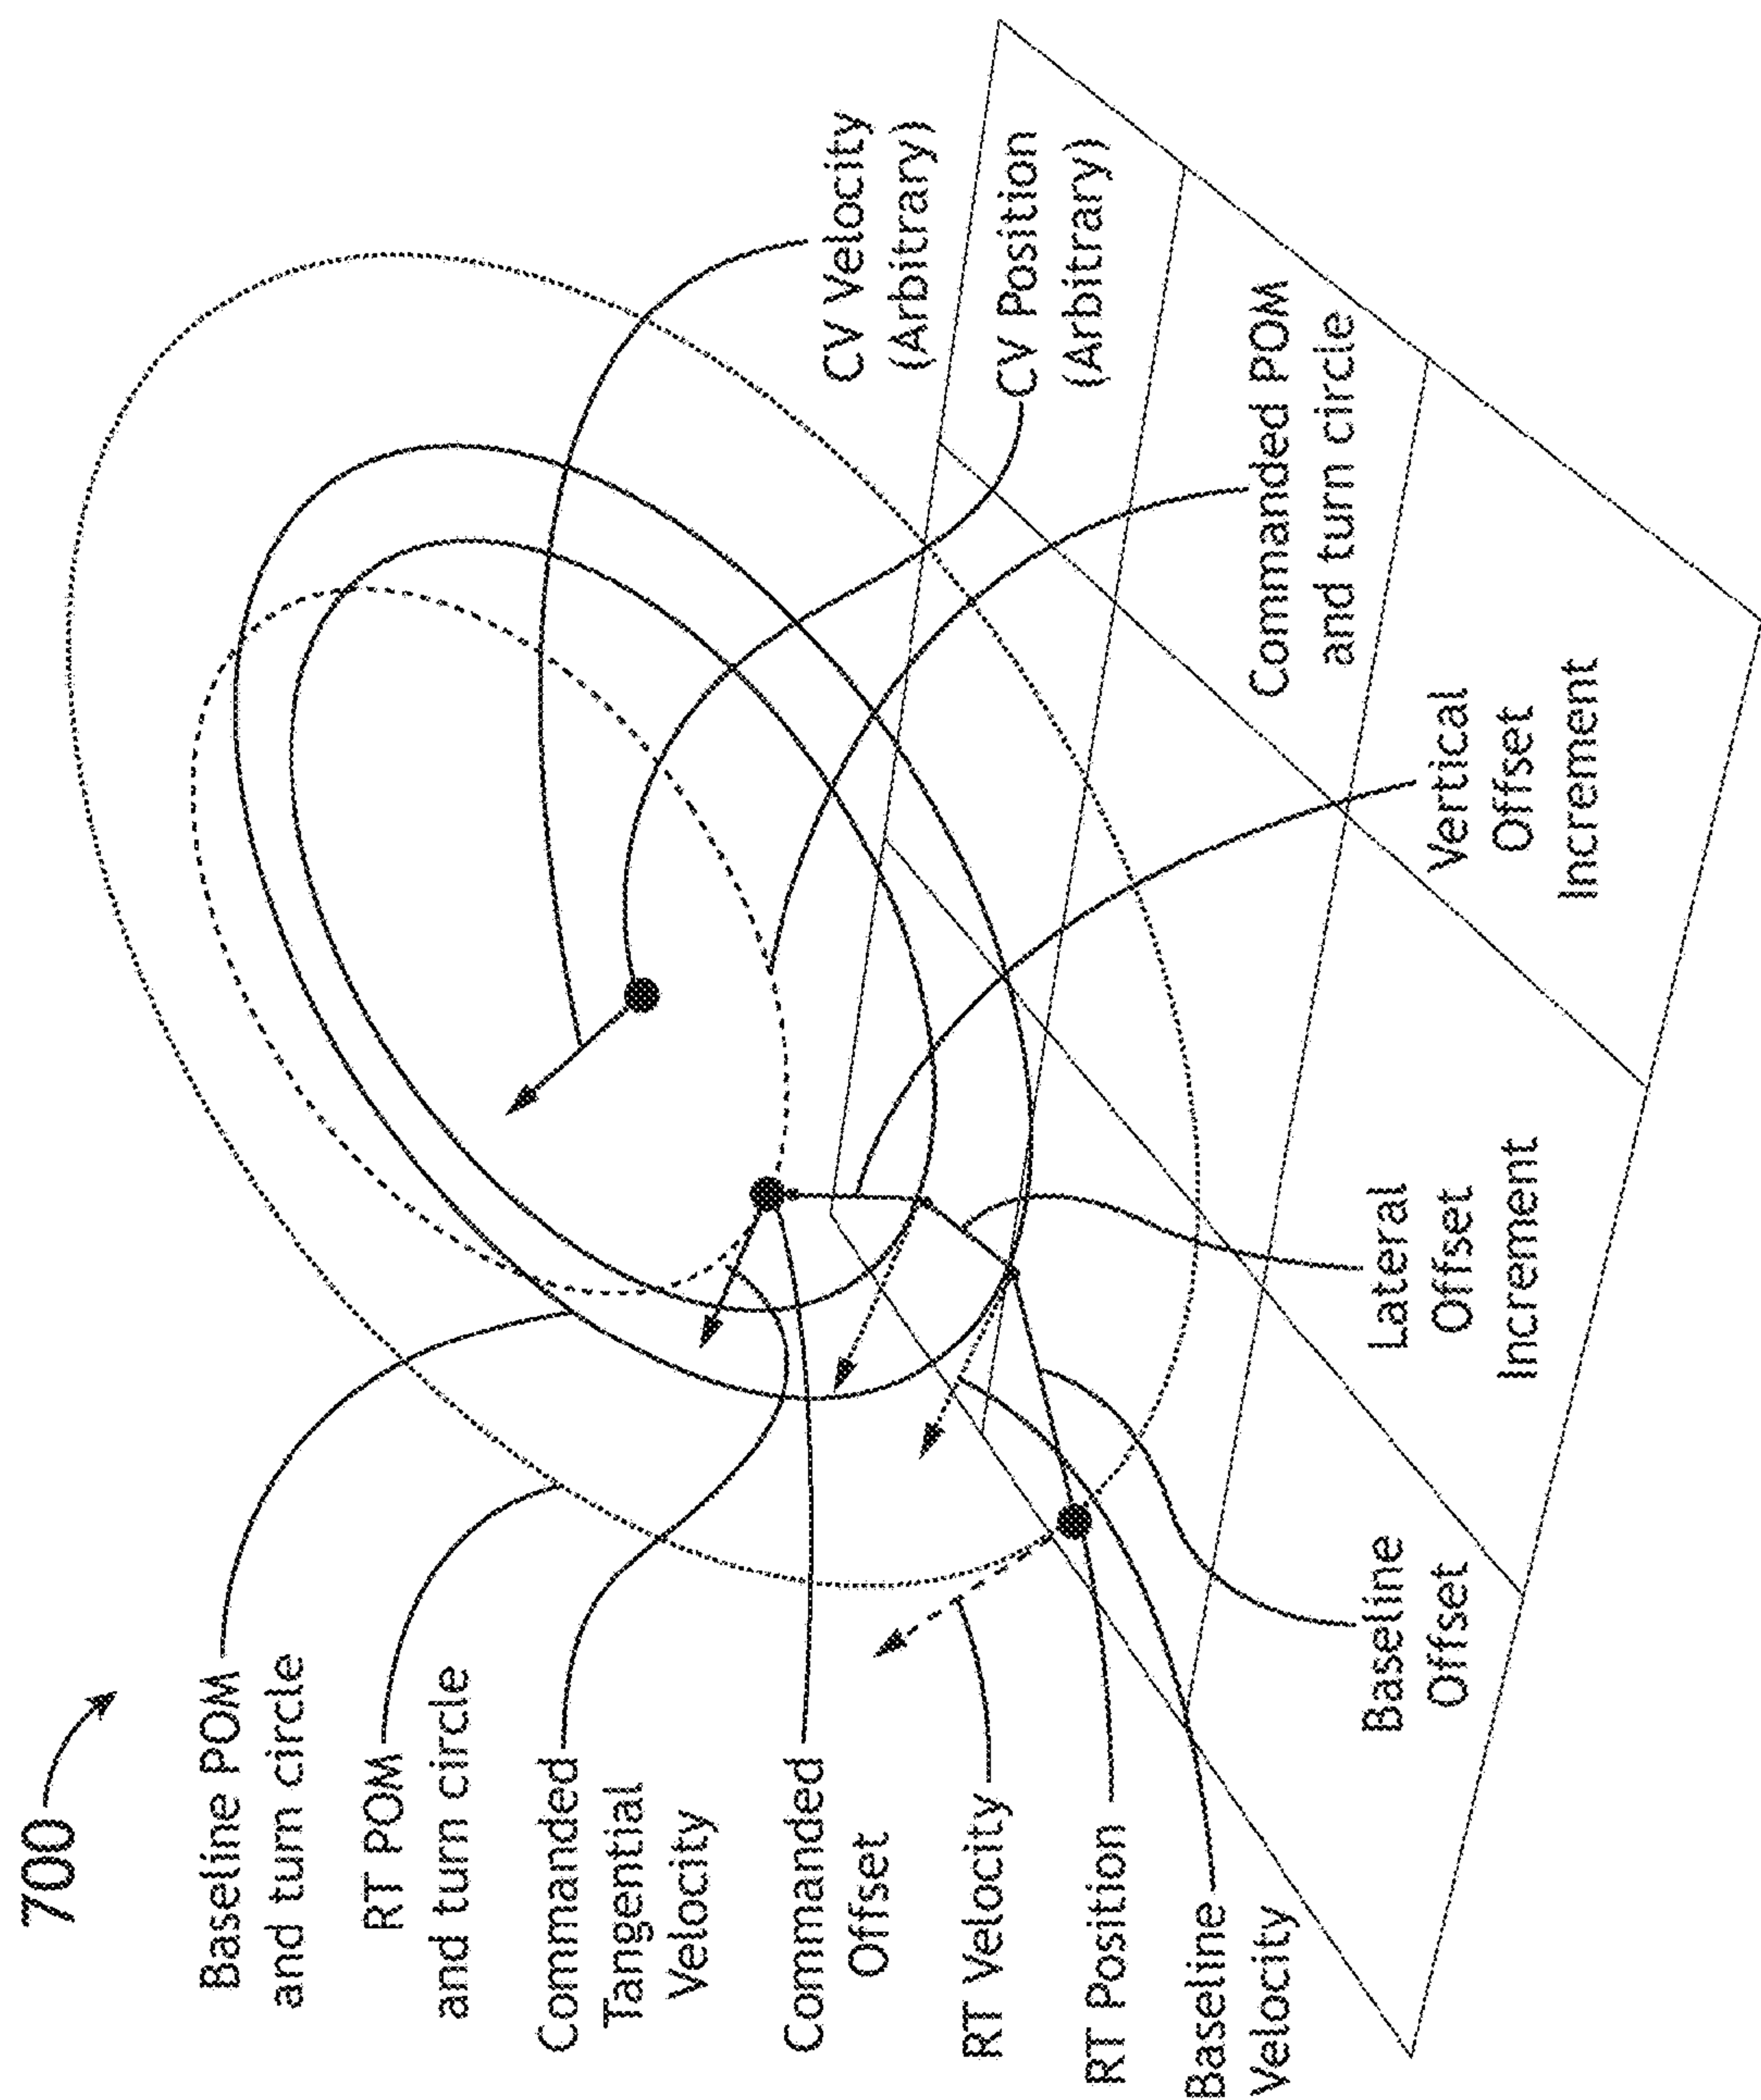 700
Baseline POM
and turn circle
RT POM
and turn circle
Commanded
Tangential
Velocity
Commanded
Offset
RT Velocity
RT Position
Baseline
Velocity
Baseline
Offset
Lateral
Offset
Increment
Vertical
Offset
Increment
Commanded POM
and turn circle
CV Position
(Arbitrary)
CV Velocity
(Arbitrary)